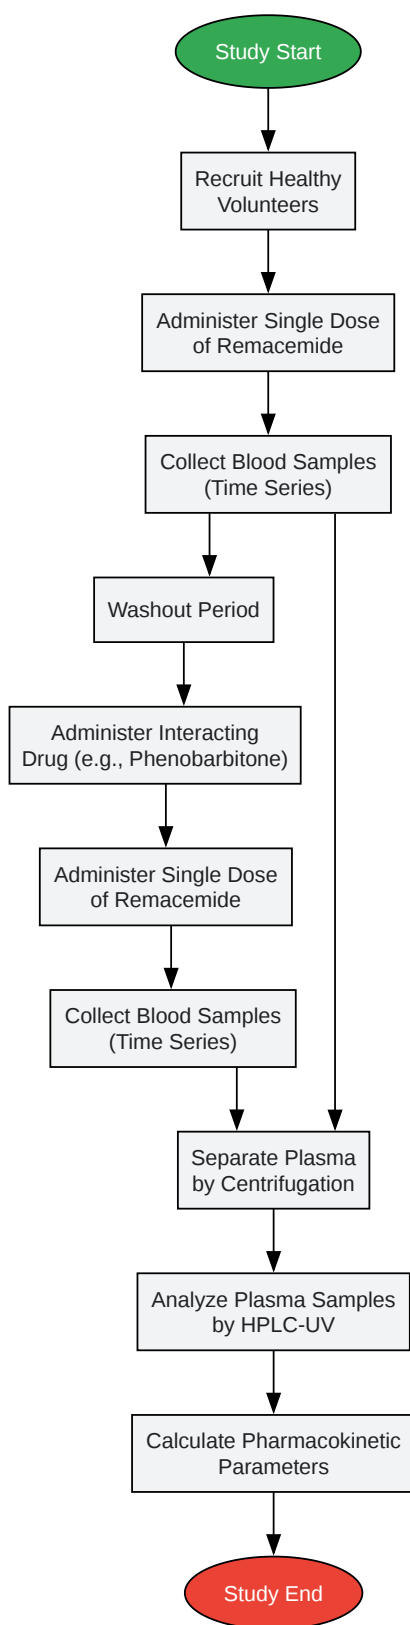 Study Start
Recruit Healthy
Volunteers
Administer Single Dose
of Remacemide
Collect Blood Samples
(Time Series)
Washout Period
Administer Interacting
Drug (e.g., Phenobarbitone)
Administer Single Dose
of Remacemide
Collect Blood Samples
(Time Series)
Separate Plasma
by Centrifugation
Analyze Plasma Samples
by HPLC-UV
Calculate Pharmacokinetic
Parameters
Study End